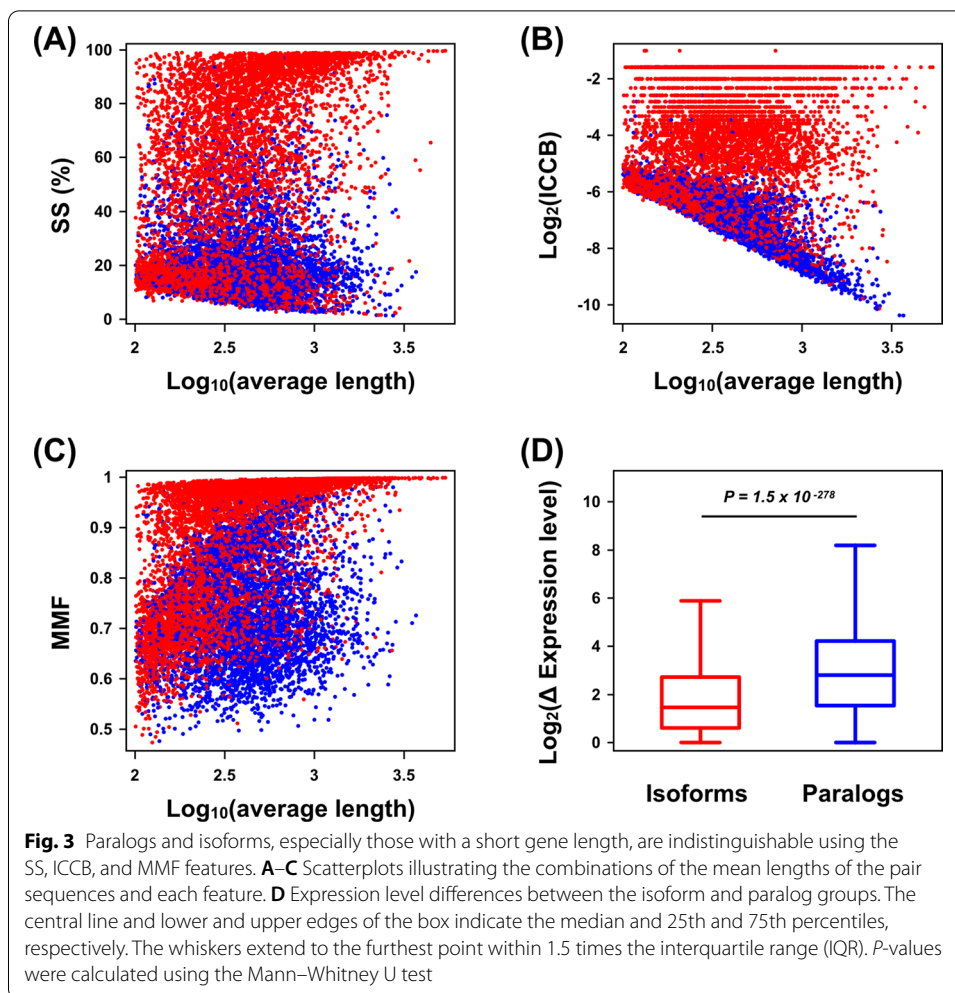 (A)
100
80
60
40
20
0
SS (%)
2 2.5 3 3.5
Log₁₀(average length)
(B)
-2
-4
-6
-8
-10
Log₂(ICCB)
2 2.5 3 3.5
Log₁₀(average length)
(C)
1
0.9
0.8
0.7
0.6
0.5
MMF
2 2.5 3 3.5
Log₁₀(average length)
(D)
P = 1.5 x 10⁻²⁷⁸
10
8
6
4
2
0
Log₂(Δ Expression level)
Isoforms Paralogs
Fig. 3 Paralogs and isoforms, especially those with a short gene length, are indistinguishable using the
SS, ICCB, and MMF features. A–C Scatterplots illustrating the combinations of the mean lengths of the pair
sequences and each feature. D Expression level differences between the isoform and paralog groups. The
central line and lower and upper edges of the box indicate the median and 25th and 75th percentiles,
respectively. The whiskers extend to the furthest point within 1.5 times the interquartile range (IQR). P-values
were calculated using the Mann–Whitney U test